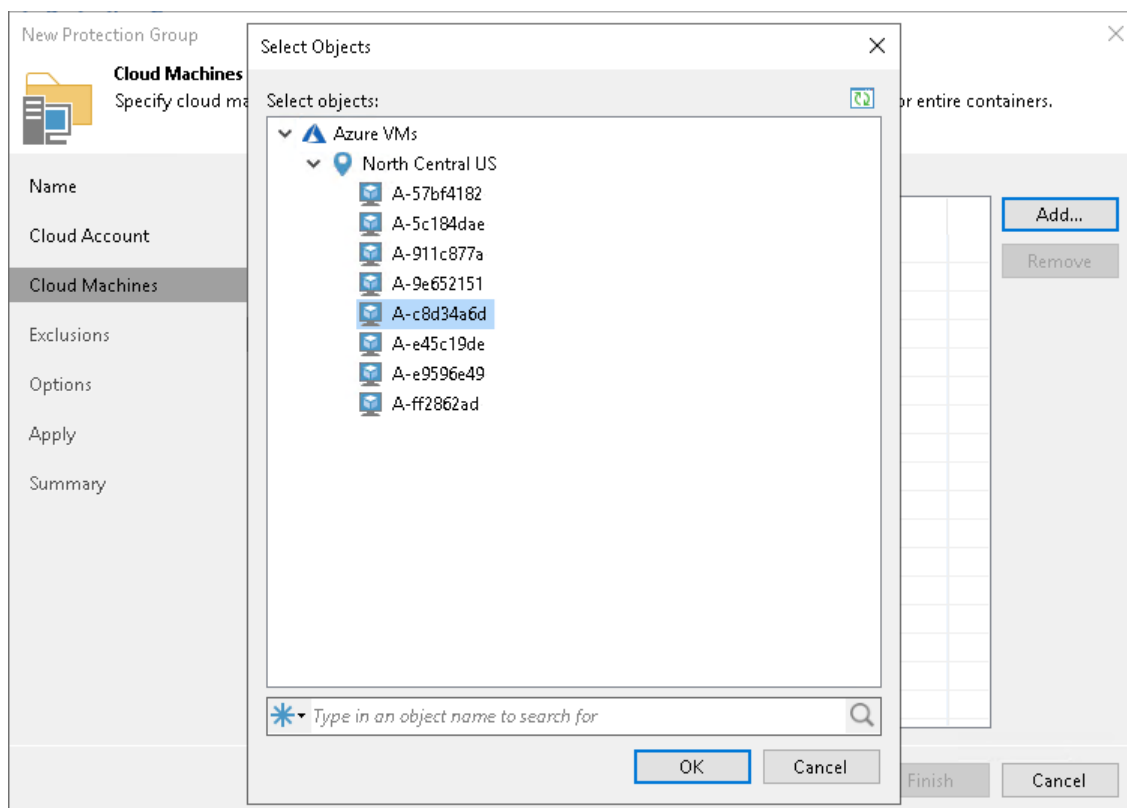 New Protection Group
Cloud Machines
Specify cloud ma
or entire containers.
Name
Cloud Account
Cloud Machines
Exclusions
Options
Apply
Summary
Add...
Remove
Finish
Cancel
Select Objects
Select objects:
Azure VMs
North Central US
A-57bf4182
A-5c184dae
A-911c877a
A-9e652151
A-c8d34a6d
A-e45c19de
A-e9596e49
A-ff2862ad
Type in an object name to search for
OK
Cancel